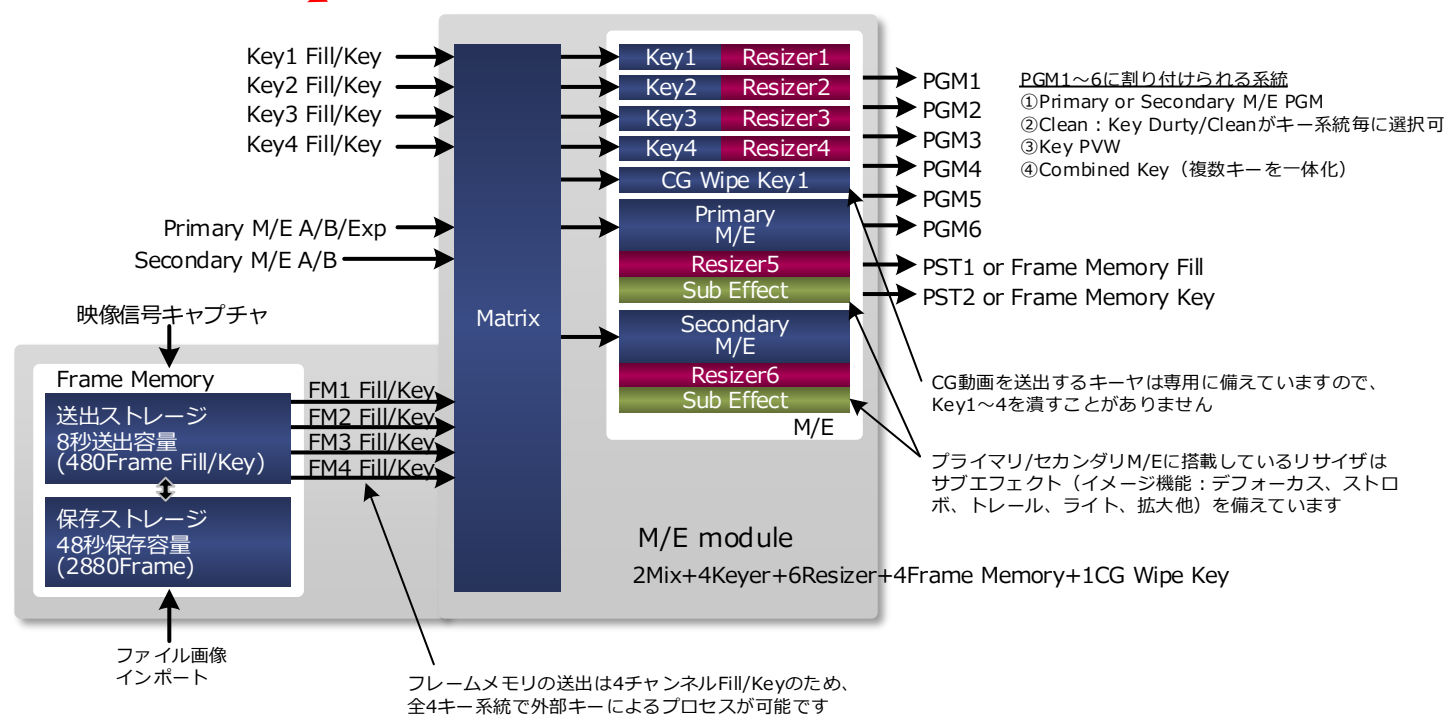 Key1 Fill/Key
Key2 Fill/Key
Key3 Fill/Key
Key4 Fill/Key
Primary M/E A/B/Exp
Secondary M/E A/B
映像信号キャプチャ
Frame Memory
送出ストレージ
8秒送出容量
(480Frame Fill/Key)
保存ストレージ
48秒保存容量
(2880Frame)
ファイル画像
インポート
FM1 Fill/Key
FM2 Fill/Key
FM3 Fill/Key
FM4 Fill/Key
Matrix
Key1 Resizer1
Key2 Resizer2
Key3 Resizer3
Key4 Resizer4
CG Wipe Key1
Primary
M/E
Resizer5
Sub Effect
Secondary
M/E
Resizer6
Sub Effect
M/E
PGM1
PGM2
PGM3
PGM4
PGM5
PGM6
PST1 or Frame Memory Fill
PST2 or Frame Memory Key
PGM1～6に割り付けられる系統
①Primary or Secondary M/E PGM
②Clean：Key Durty/Cleanがキー系統毎に選択可
③Key PVW
④Combined Key（複数キーを一体化）
CG動画を送出するキーヤは専用に備えていますので、
Key1～4を潰すことがありません
プライマリ/セカンダリM/Eに搭載しているリサイザは
サブエフェクト（イメージ機能：デフォーカス、ストロ
ボ、トレール、ライト、拡大他）を備えています
M/E module
2Mix+4Keyer+6Resizer+4Frame Memory+1CG Wipe Key
フレームメモリの送出は4チャンネルFill/Keyのため、
全4キー系統で外部キーによるプロセスが可能です